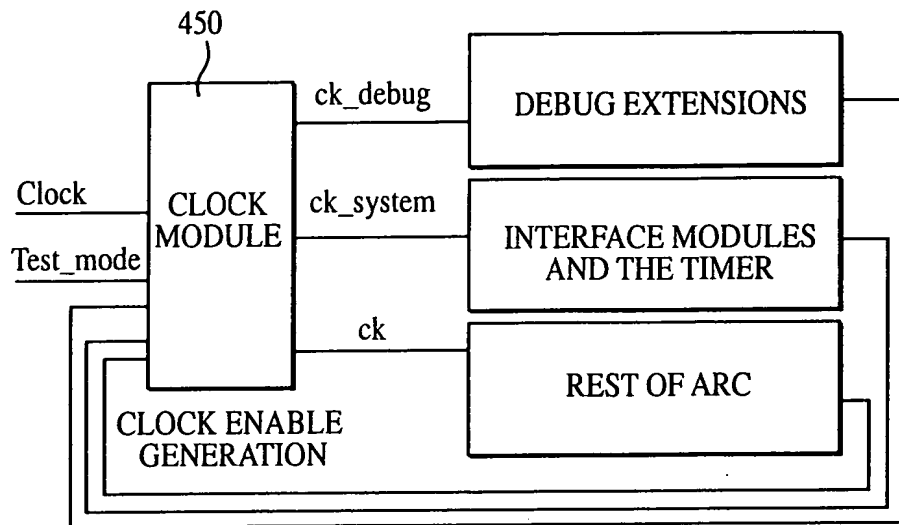 450
ck_debug
DEBUG EXTENSIONS
Clock
CLOCK
MODULE
ck_system
INTERFACE MODULES
AND THE TIMER
Test_mode
ck
REST OF ARC
CLOCK ENABLE
GENERATION